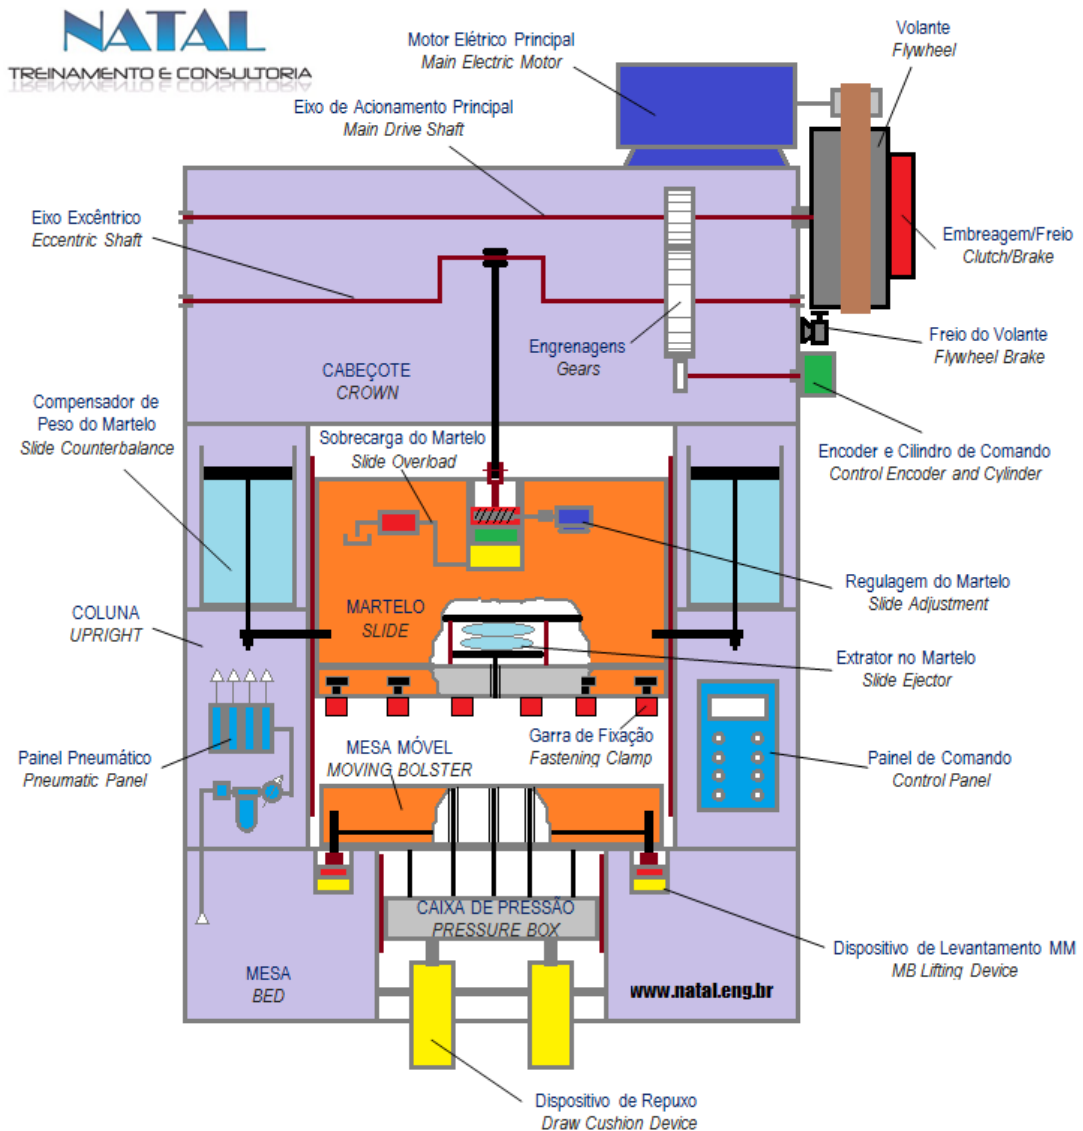 NATAL
TREINAMENTO E CONSULTORIA
Motor Elétrico Principal
Main Electric Motor
Volante
Flywheel
Eixo de Acionamento Principal
Main Drive Shaft
Eixo Excêntrico
Eccentric Shaft
Embreagem/Freio
Clutch/Brake
Engrenagens
Gears
Freio do Volante
Flywheel Brake
CABEÇOTE
CROWN
Compensador de
Peso do Martelo
Slide Counterbalance
Sobrecarga do Martelo
Slide Overload
Encoder e Cilindro de Comando
Control Encoder and Cylinder
Regulagem do Martelo
Slide Adjustment
COLUNA
UPRIGHT
MARTELO
SLIDE
Extrator no Martelo
Slide Ejector
Garra de Fixação
Fastening Clamp
MESA MÓVEL
MOVING BOLSTER
Painel Pneumático
Pneumatic Panel
Painel de Comando
Control Panel
CAIXA DE PRESSÃO
PRESSURE BOX
Dispositivo de Levantamento MM
MB Lifting Device
MESA
BED
www.natal.eng.br
Dispositivo de Repuxo
Draw Cushion Device